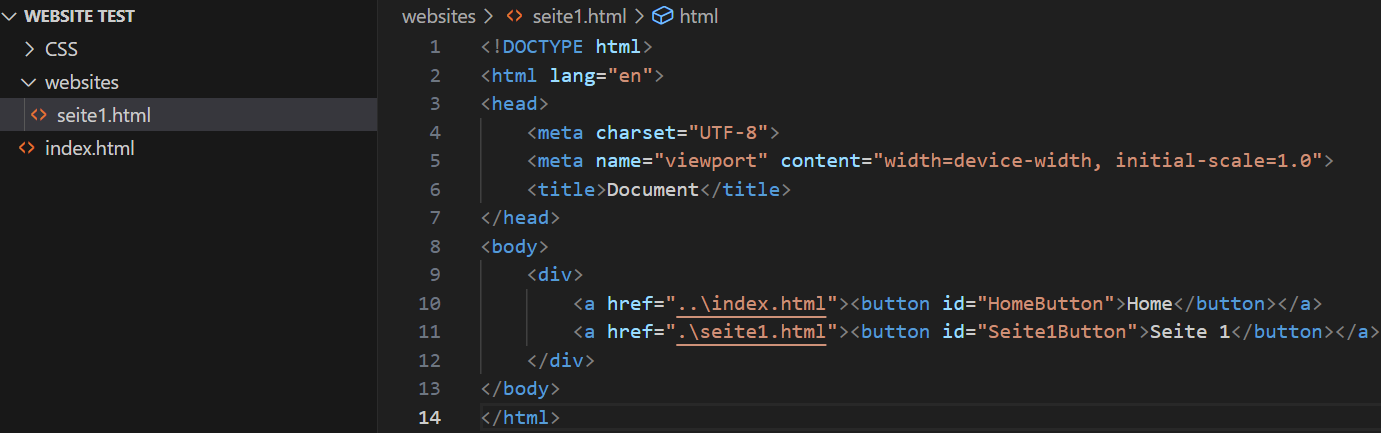 WEBSITE TEST
CSS
websites
seite1.html
index.html
websites > seite1.html > html
1 <!DOCTYPE html>
2 <html lang="en">
3 <head>
4     <meta charset="UTF-8">
5     <meta name="viewport" content="width=device-width, initial-scale=1.0">
6     <title>Document</title>
7 </head>
8 <body>
9     <div>
10         <a href="..\index.html"><button id="HomeButton">Home</button></a>
11         <a href=".\seite1.html"><button id="Seite1Button">Seite 1</button></a>
12     </div>
13 </body>
14 </html>